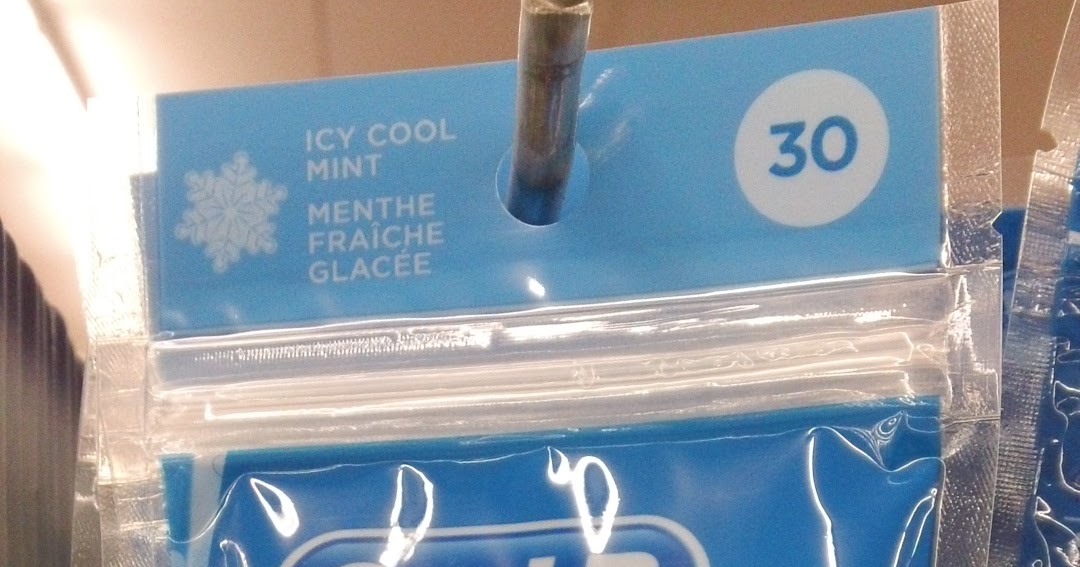 ICY COOL
MINT
MENTHE
FRAÎCHE
GLACÉE
30